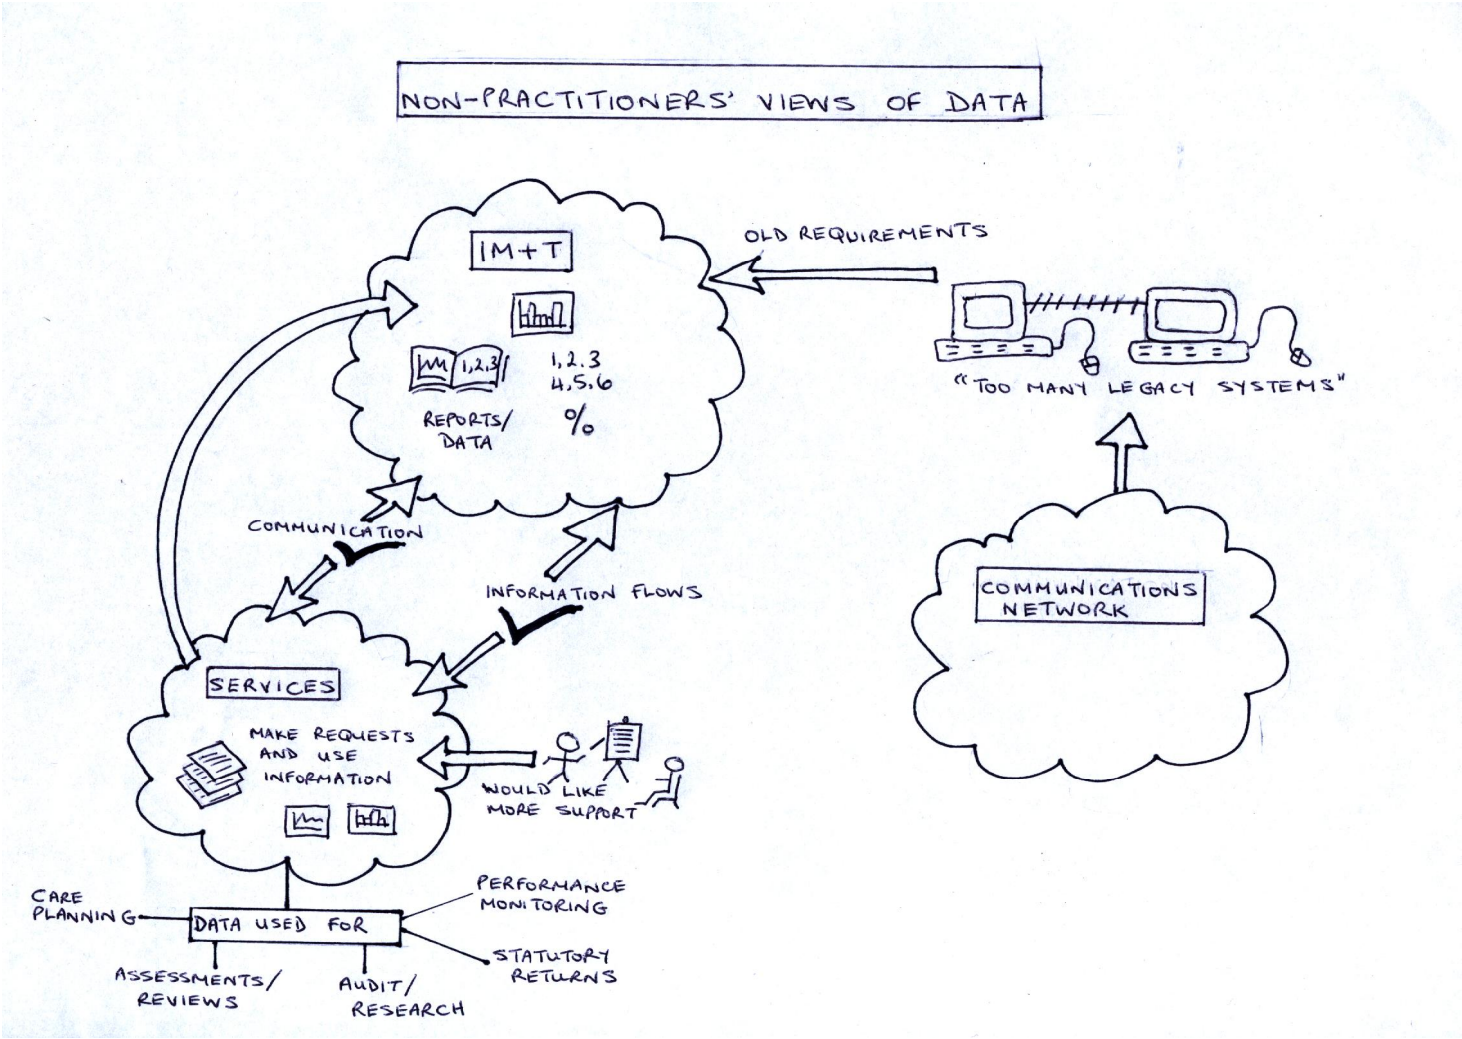 NON-PRACTITIONERS' VIEWS OF DATA
IM+T
1,2,3
1,2.3
4,5.6
%
REPORTS/
DATA
OLD REQUIREMENTS
"TOO MANY LEGACY SYSTEMS"
COMMUNICATION
INFORMATION FLOWS
COMMUNICATIONS
NETWORK
SERVICES
MAKE REQUESTS
AND USE
INFORMATION
WOULD LIKE
MORE SUPPORT
DATA USED FOR
CARE
PLANNING
ASSESSMENTS/
REVIEWS
AUDIT/
RESEARCH
PERFORMANCE
MONITORING
STATUTORY
RETURNS